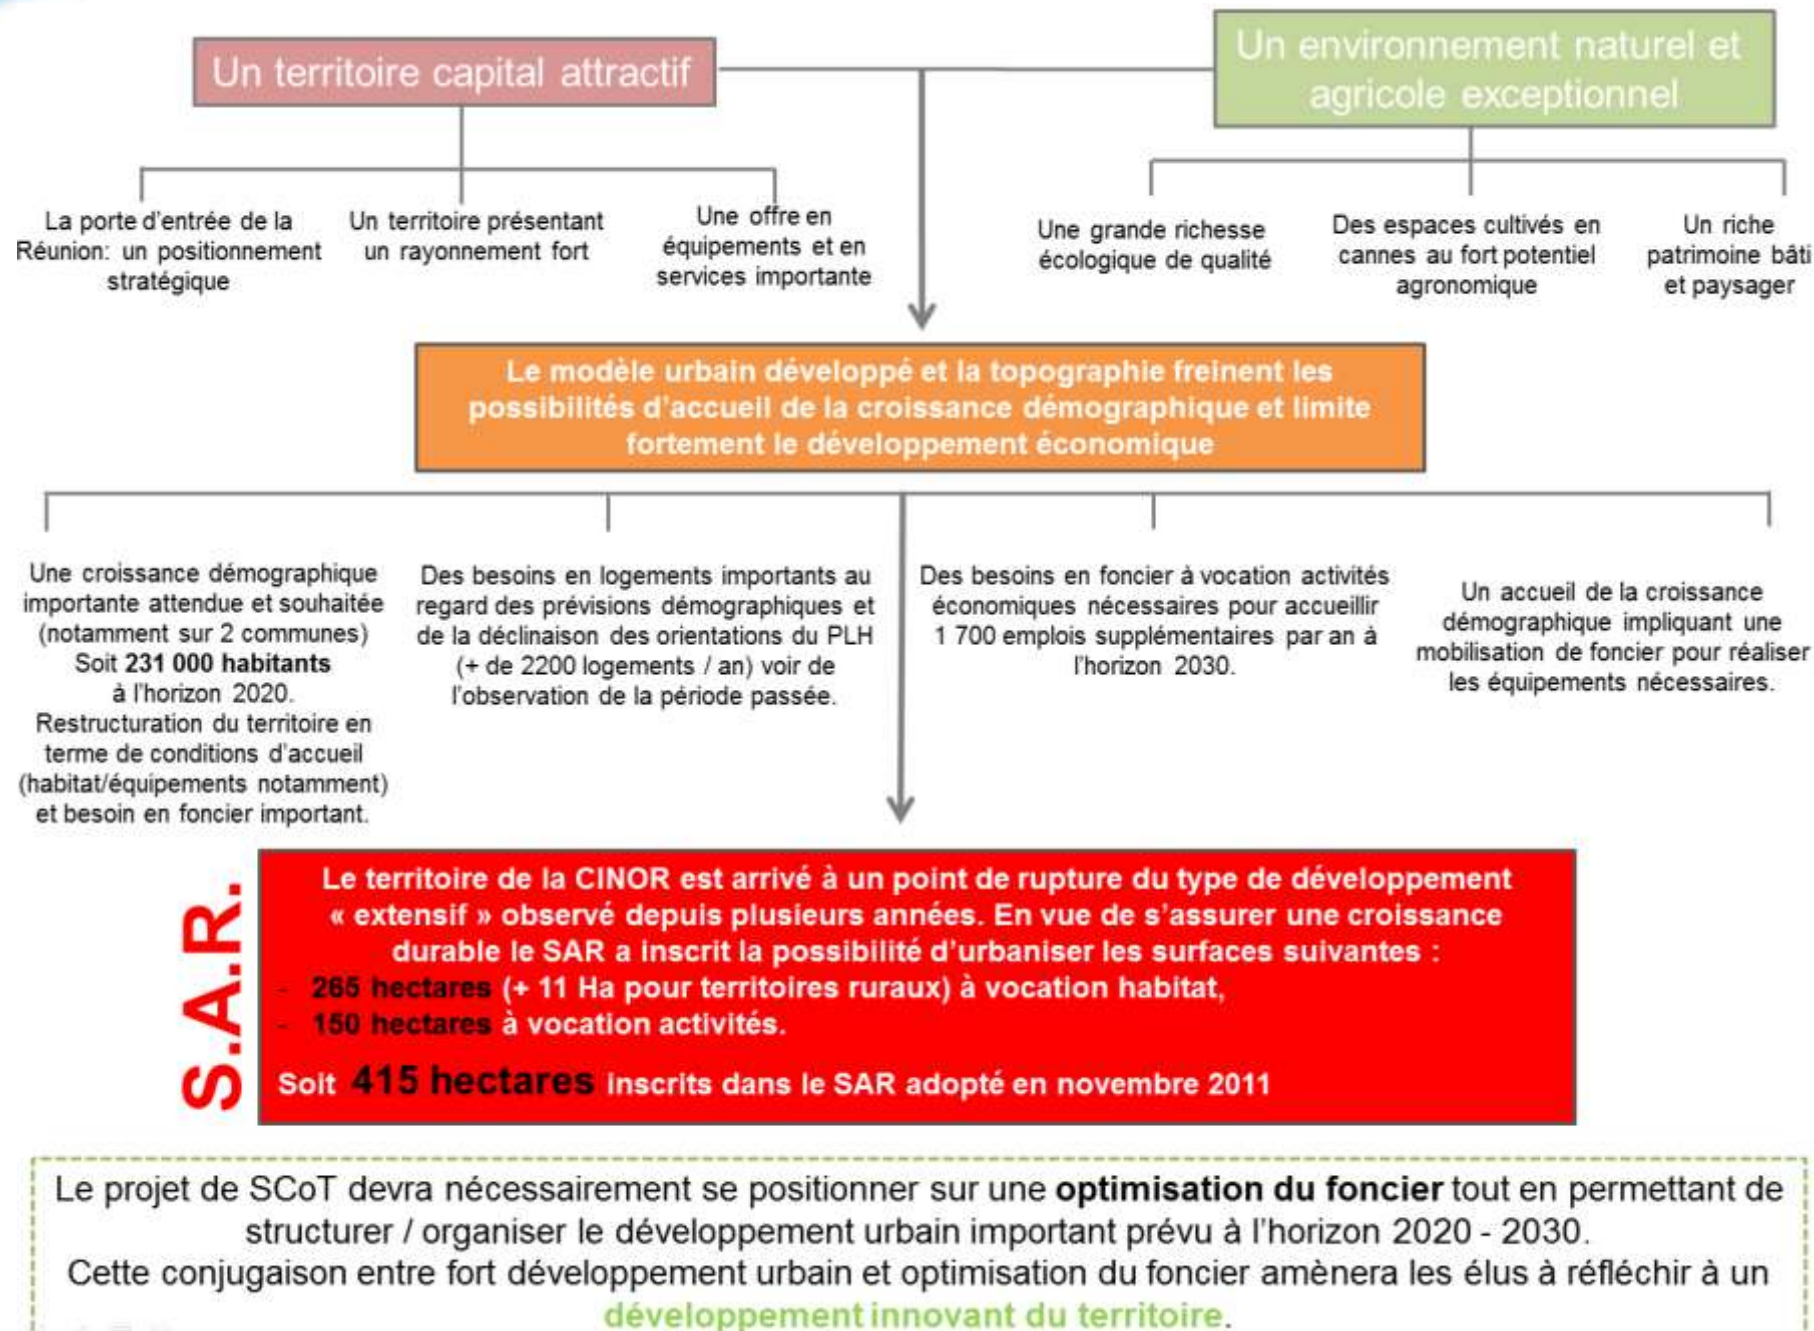 Un territoire capital attractif
Un environnement naturel et
agricole exceptionnel
La porte d'entrée de la
Réunion: un positionnement
stratégique
Un territoire présentant
un rayonnement fort
Une offre en
équipements et en
services importante
Une grande richesse
écologique de qualité
Des espaces cultivés en
cannes au fort potentiel
agronomique
Un riche
patrimoine bâti
et paysager
Le modèle urbain développé et la topographie freinent les
possibilités d'accueil de la croissance démographique et limite
fortement le développement économique
Une croissance démographique
importante attendue et souhaitée
(notamment sur 2 communes)
Soit 231 000 habitants
à l'horizon 2020.
Restructuration du territoire en
terme de conditions d'accueil
(habitat/équipements notamment)
et besoin en foncier important.
Des besoins en logements importants au
regard des prévisions démographiques et
de la déclinaison des orientations du PLH
(+ de 2200 logements / an) voir de
l'observation de la période passée.
Des besoins en foncier à vocation activités
économiques nécessaires pour accueillir
1 700 emplois supplémentaires par an à
l'horizon 2030.
Un accueil de la croissance
démographique impliquant une
mobilisation de foncier pour réaliser
les équipements nécessaires.
S.A.R.
Le territoire de la CINOR est arrivé à un point de rupture du type de développement
« extensif » observé depuis plusieurs années. En vue de s'assurer une croissance
durable le SAR a inscrit la possibilité d'urbaniser les surfaces suivantes :
- 265 hectares (+ 11 Ha pour territoires ruraux) à vocation habitat,
- 150 hectares à vocation activités.
Soit 415 hectares inscrits dans le SAR adopté en novembre 2011
Le projet de SCoT devra nécessairement se positionner sur une optimisation du foncier tout en permettant de
structurer / organiser le développement urbain important prévu à l'horizon 2020 - 2030.
Cette conjugaison entre fort développement urbain et optimisation du foncier amènera les élus à réfléchir à un
développement innovant du territoire.